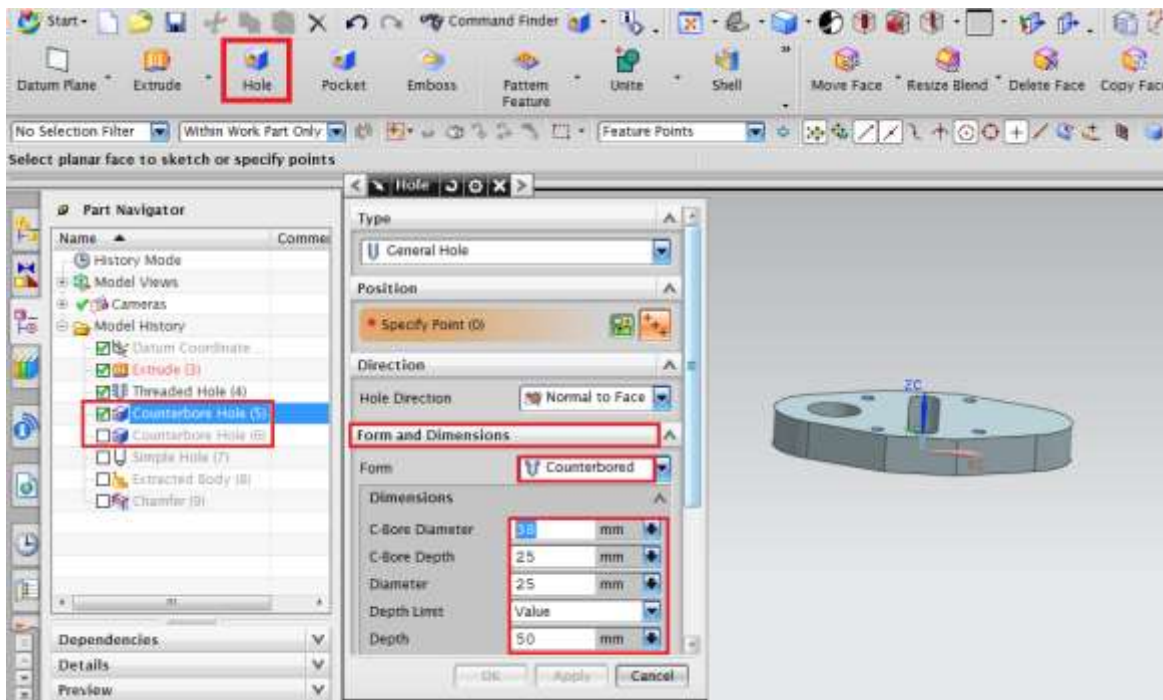 Start
Command Finder
Datum Plane Extrude Hole Pocket Emboss Pattern Feature Unite Shell Move Face Resize Blend Delete Face Copy Fac
No Selection Filter Within Work Part Only Feature Points
Select planar face to sketch or specify points
Part Navigator
Name Commen
History Mode
Model Views
Cameras
Model History
Datum Coordinate ...
Extrude (3)
Threaded Hole (4)
Counterbore Hole (5)
Counterbore Hole (6)
Simple Hole (7)
Extracted Body (8)
Chamfer (9)
Dependencies
Details
Preview
Hole
Type
General Hole
Position
* Specify Point (0)
Direction
Hole Direction Normal to Face
Form and Dimensions
Form Counterbored
Dimensions
C-Bore Diameter 38 mm
C-Bore Depth 25 mm
Diameter 25 mm
Depth Limit Value
Depth 50 mm
OK Apply Cancel
ZC